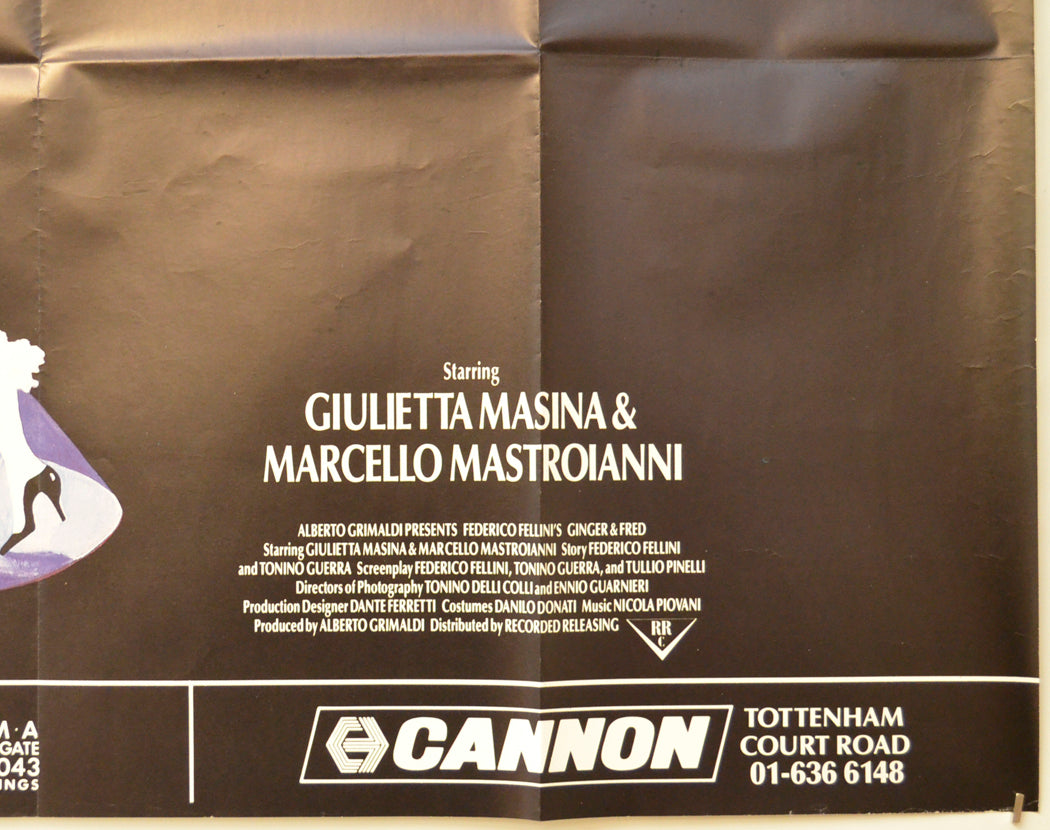 Starring
GIULIETTA MASINA &
MARCELLO MASTROIANNI
ALBERTO GRIMALDI PRESENTS FEDERICO FELLINI'S GINGER & FRED
Starring GIULIETTA MASINA & MARCELLO MASTROIANNI Story FEDERICO FELLINI
and TONINO GUERRA Screenplay FEDERICO FELLINI, TONINO GUERRA, and TULLIO PINELLI
Directors of Photography TONINO DELLI COLLI and ENNIO GUARNIERI
Production Designer DANTE FERRETTI Costumes DANILO DONATI Music NICOLA PIOVANI
Produced by ALBERTO GRIMALDI Distributed by RECORDED RELEASING
RR
C
M·A
GATE
043
INGS
CANNON
TOTTENHAM
COURT ROAD
01-636 6148